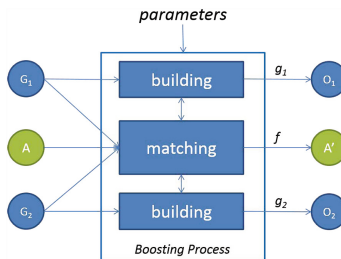 parameters
G1 building g1 O1
A matching f A'
G2 building g2 O2
Boosting Process